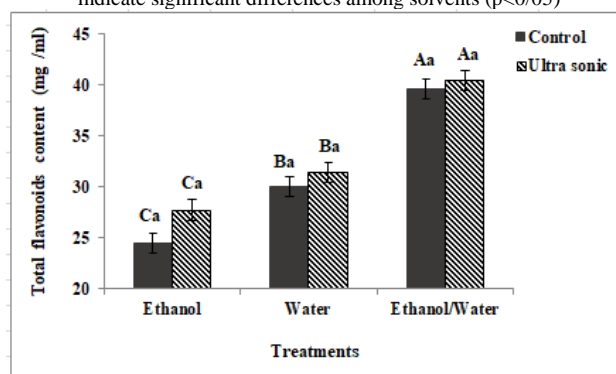 indicate significant differences among solvents (p<0/05)
Total flavonoids content (mg /ml)
45
40
35
30
25
20
Ca
Ca
Ba
Ba
Aa
Aa
Control
Ultra sonic
Ethanol
Water
Ethanol/Water
Treatments